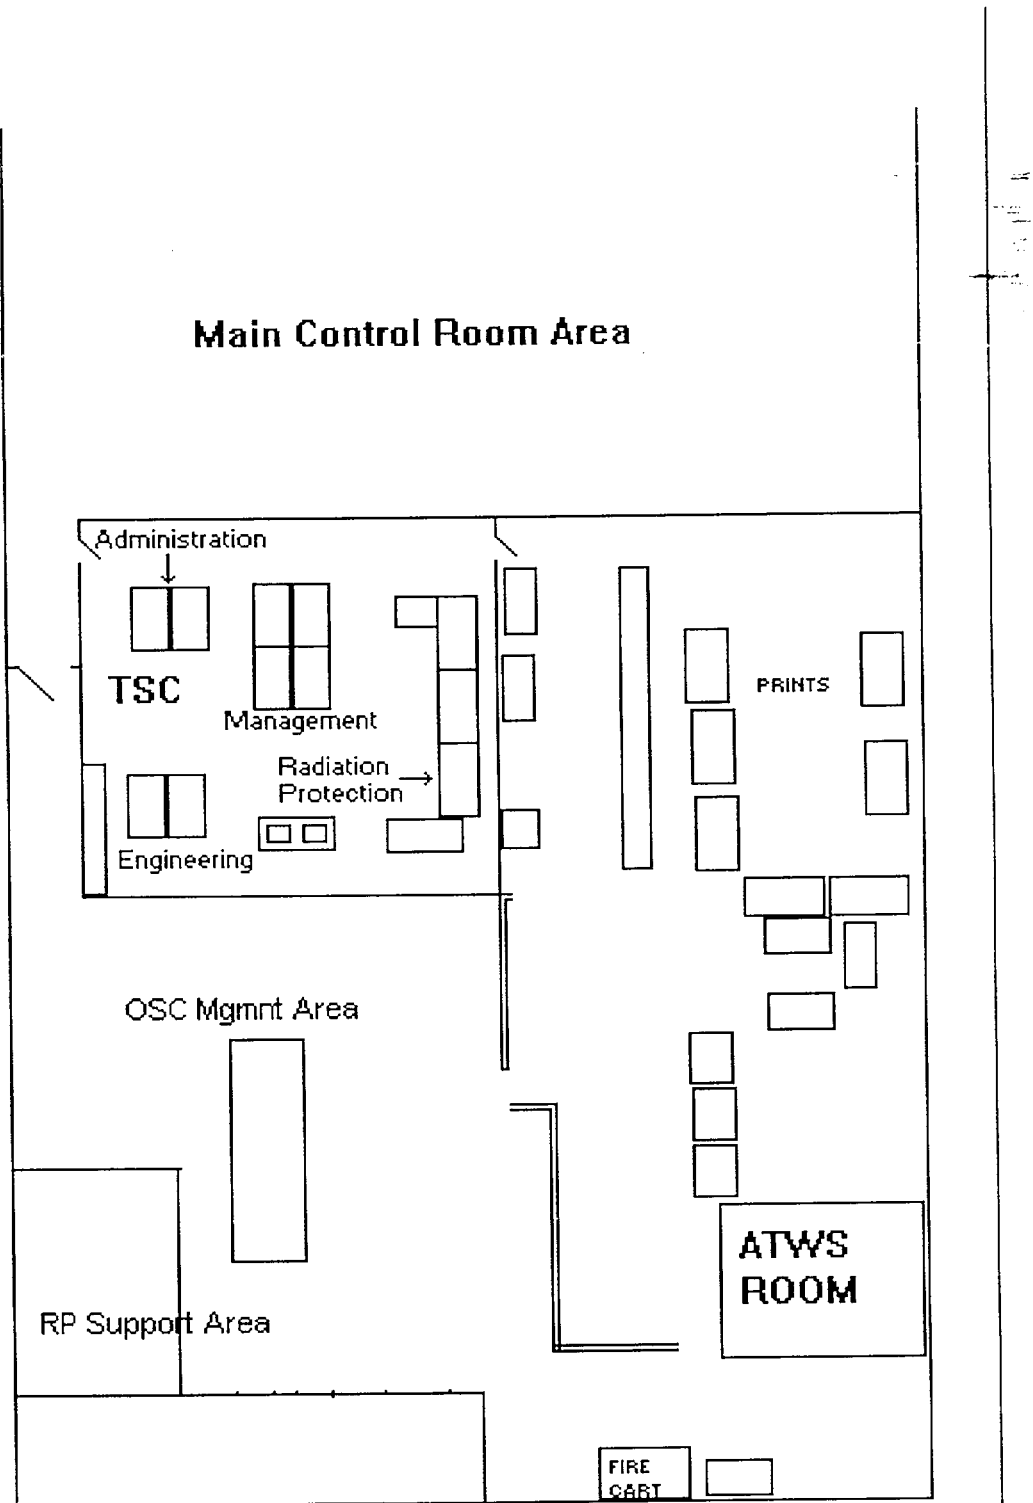 Main Control Room Area
Administration
TSC
Management
Radiation
Protection
Engineering
PRINTS
OSC Mgmnt Area
ATWS
ROOM
RP Support Area
FIRE
CART